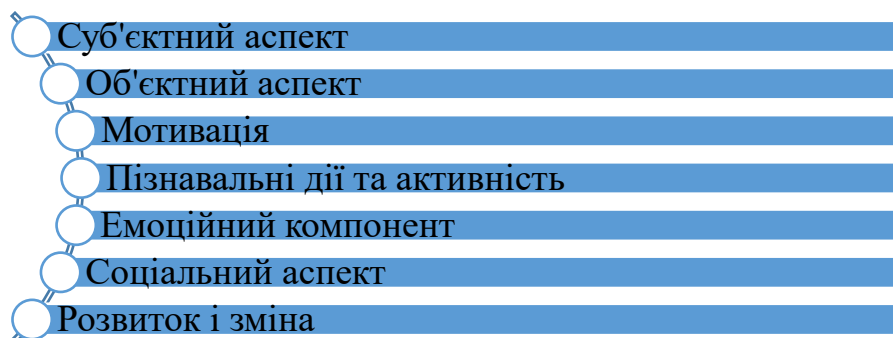 Суб'єктний аспект
Об'єктний аспект
Мотивація
Пізнавальні дії та активність
Емоційний компонент
Соціальний аспект
Розвиток і зміна